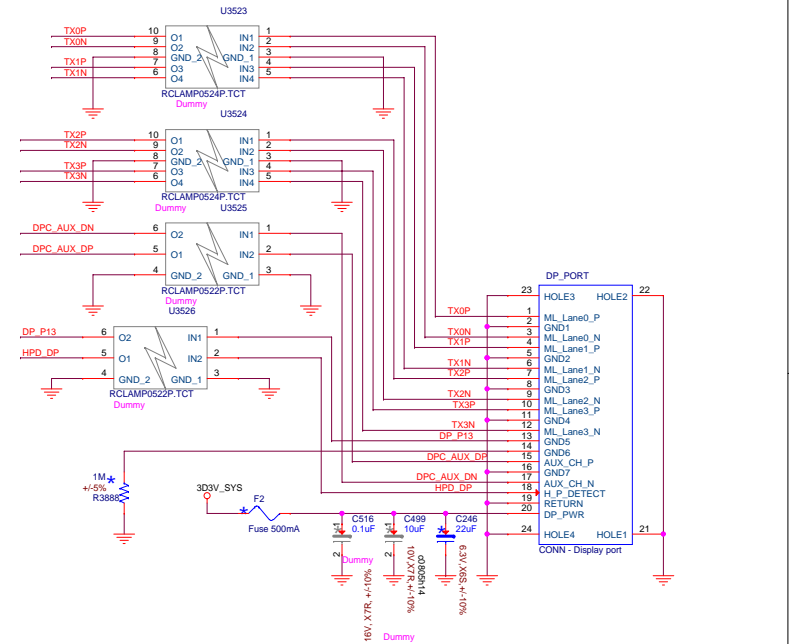 U3523
TX0P 10 O1 IN1 1
TX0N 9 O2 IN2 2
8 GND_2 GND_1 3
TX1P 7 O3 IN3 4
TX1N 6 O4 IN4 5
RCLAMP0524P.TCT
Dummy
U3524
TX2P 10 O1 IN1 1
TX2N 9 O2 IN2 2
8 GND_2 GND_1 3
TX3P 7 O3 IN3 4
TX3N 6 O4 IN4 5
RCLAMP0524P.TCT
Dummy
U3525
DPC_AUX_DN 6 O2 IN1 1
DPC_AUX_DP 5 O1 IN2 2
4 GND_2 GND_1 3
RCLAMP0522P.TCT
Dummy
U3526
DP_P13 6 O2 IN1 1
HPD_DP 5 O1 IN2 2
4 GND_2 GND_1 3
RCLAMP0522P.TCT
Dummy
DP_PORT
23 HOLE3 HOLE2 22
TX0P 1 ML_Lane0_P
2 GND1
TX0N 3 ML_Lane0_N
TX1P 4 ML_Lane1_P
5 GND2
TX1N 6 ML_Lane1_N
TX2P 7 ML_Lane2_P
8 GND3
TX2N 9 ML_Lane2_N
TX3P 10 ML_Lane3_P
11 GND4
TX3N 12 ML_Lane3_N
DP_P13 13 GND5
14 GND6
DPC_AUX_DP 15 AUX_CH_P
16 GND7
DPC_AUX_DN 17 AUX_CH_N
HPD_DP 18 H_P_DETECT
19 RETURN
20 DP_PWR
24 HOLE4 HOLE1 21
CONN - Display port
1M *
+/-5%
R3888
3D3V_SYS
F2
*
Fuse 500mA
C516
0.1uF
1
2
Dummy
16V, X7R, +/-10%
C499
10uF
1
2
10V,X7R,+/-10%
c0805h14
Dummy
C246
22uF
1
2
6.3V,X6S,+/-10%